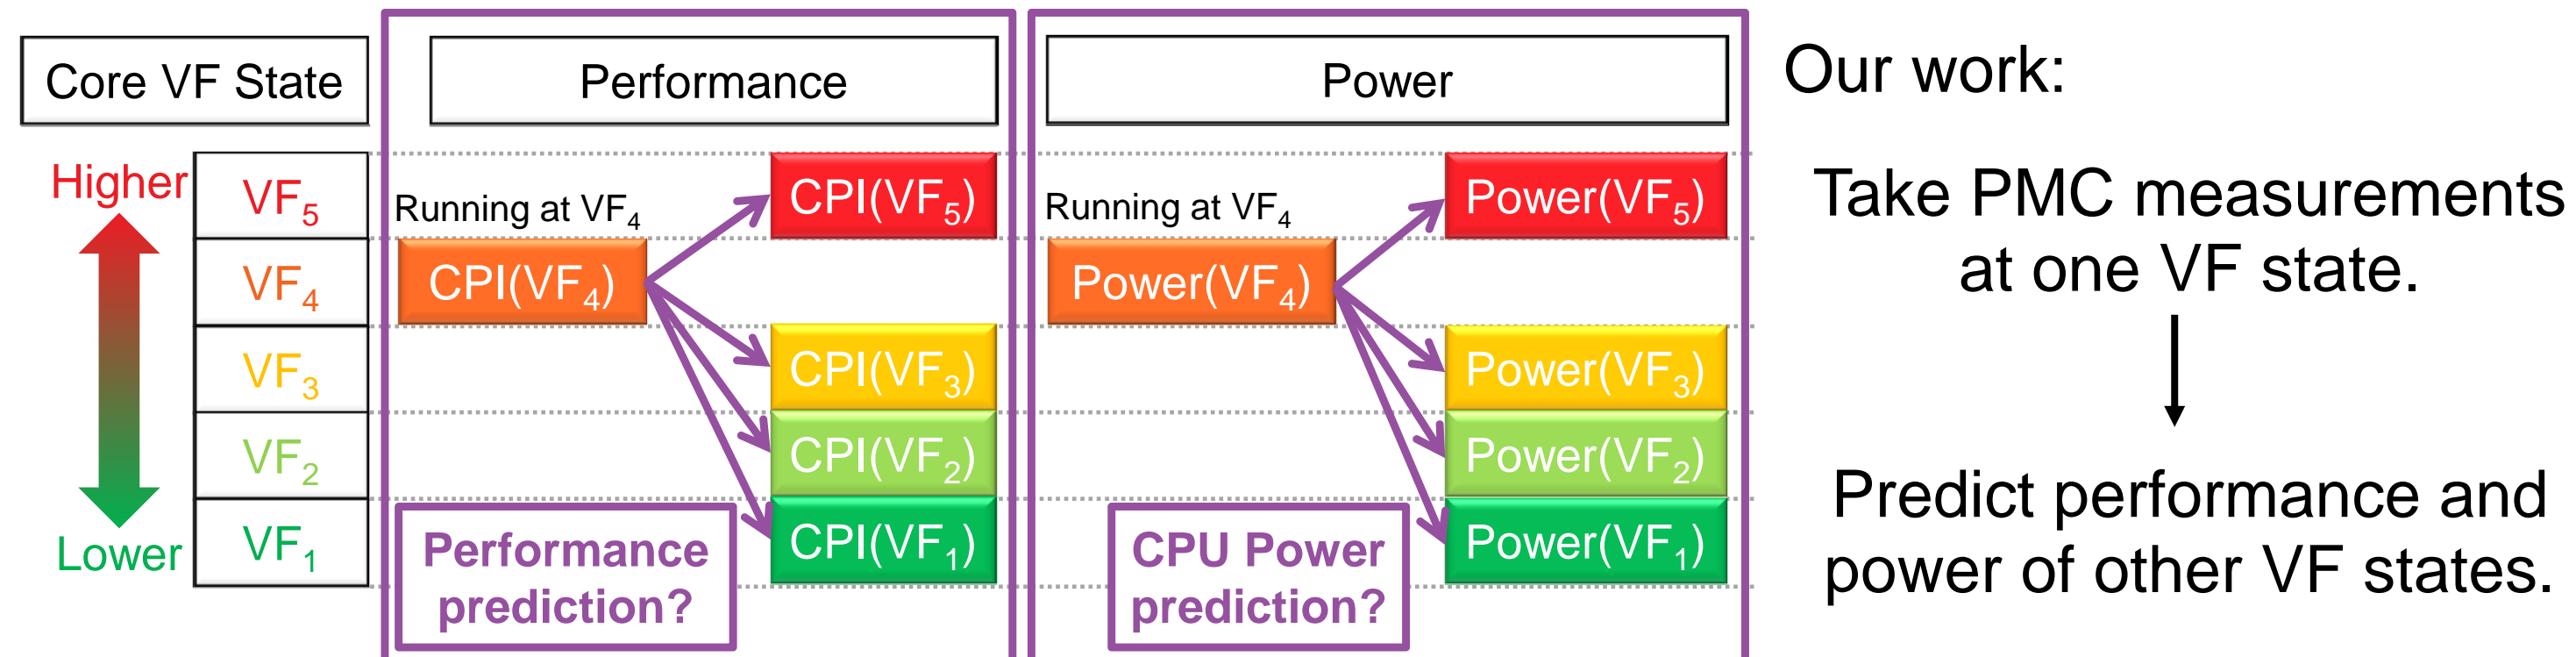 Core VF State
Performance
Power
Our work:
Higher
Lower
VF5
VF4
VF3
VF2
VF1
Running at VF4
CPI(VF4)
CPI(VF5)
CPI(VF3)
CPI(VF2)
CPI(VF1)
Performance
prediction?
Running at VF4
Power(VF4)
Power(VF5)
Power(VF3)
Power(VF2)
Power(VF1)
CPU Power
prediction?
Take PMC measurements
at one VF state.
Predict performance and
power of other VF states.